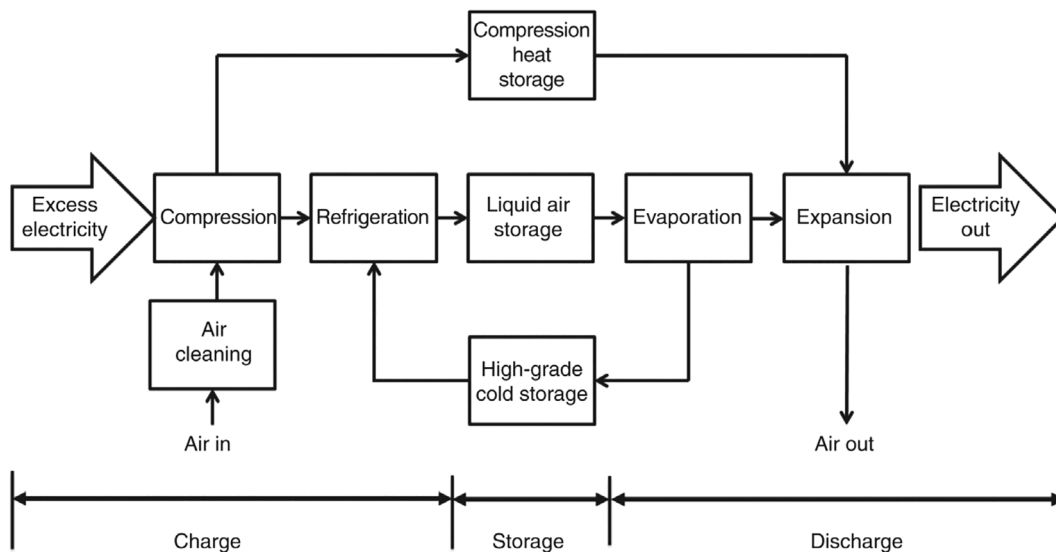 Compression
heat
storage
Excess
electricity
Compression
Refrigeration
Liquid air
storage
Evaporation
Expansion
Electricity
out
Air
cleaning
High-grade
cold storage
Air in
Air out
Charge
Storage
Discharge